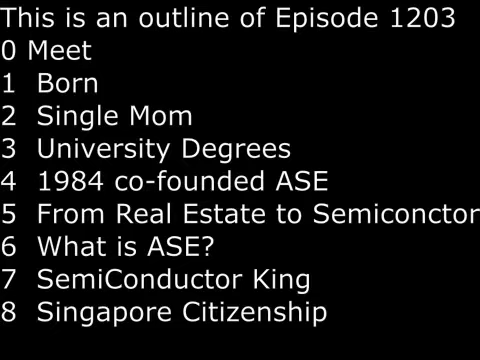 This is an outline of Episode 1203
0 Meet
1 Born
2 Single Mom
3 University Degrees
4 1984 co-founded ASE
5 From Real Estate to Semiconctor
6 What is ASE?
7 SemiConductor King
8 Singapore Citizenship